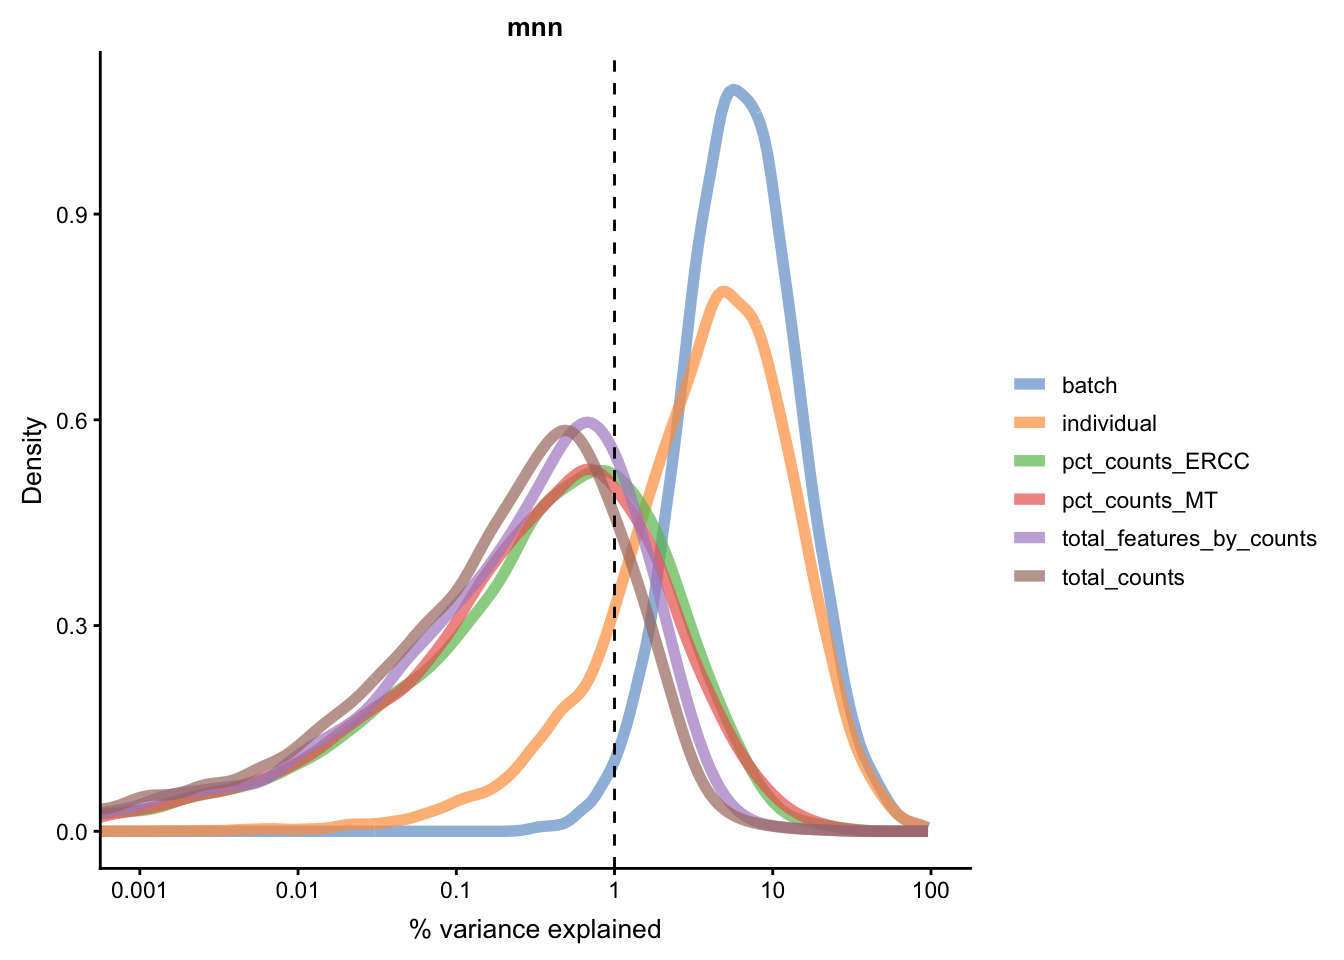 mnn
Density
0.9
0.6
0.3
0.0
0.001
0.01
0.1
1
10
100
% variance explained
batch
individual
pct_counts_ERCC
pct_counts_MT
total_features_by_counts
total_counts